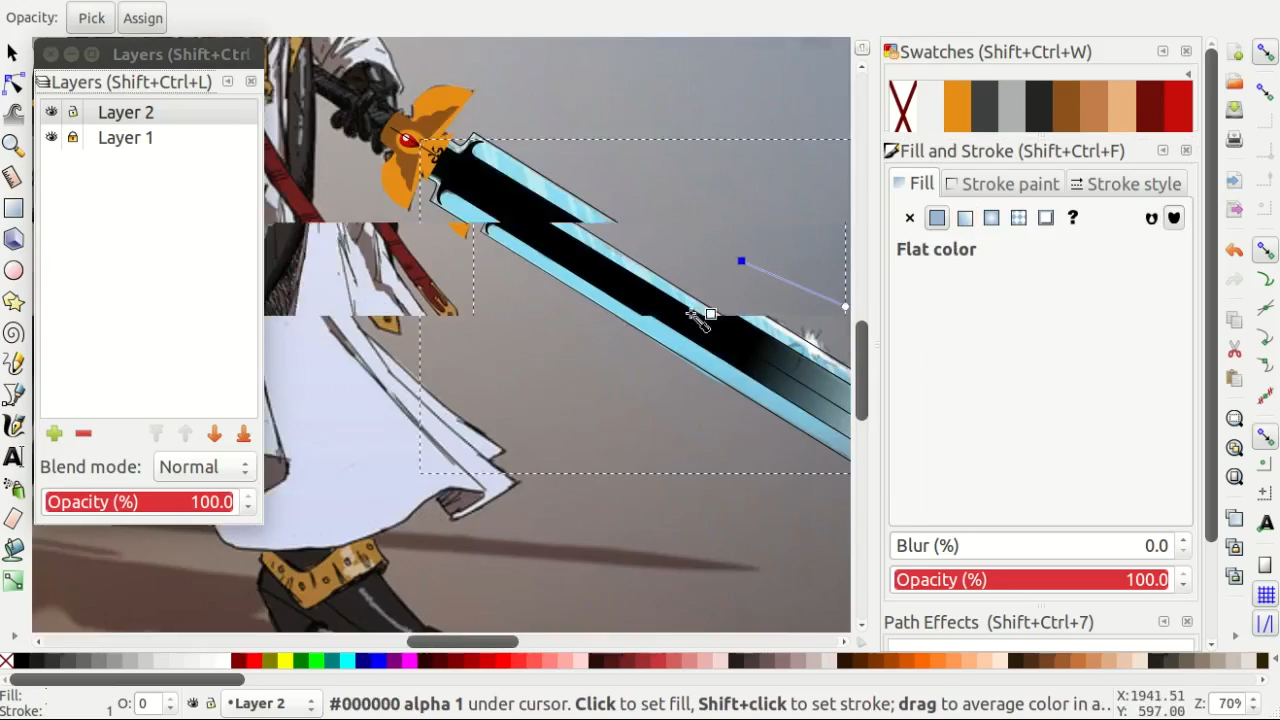 Opacity: Pick Assign
Layers (Shift+Ctrl
Layers (Shift+Ctrl+L)
Layer 2
Layer 1
Blend mode: Normal
Opacity (%) 100.0
Swatches (Shift+Ctrl+W)
Fill and Stroke (Shift+Ctrl+F)
Fill Stroke paint Stroke style
?
Flat color
Blur (%) 0.0
Opacity (%) 100.0
Path Effects (Shift+Ctrl+7)
Fill:
Stroke: 1
O: 0
•Layer 2
#000000 alpha 1 under cursor. Click to set fill, Shift+click to set stroke; drag to average color in a..
X:1941.51
Y: 597.00
Z: 70%